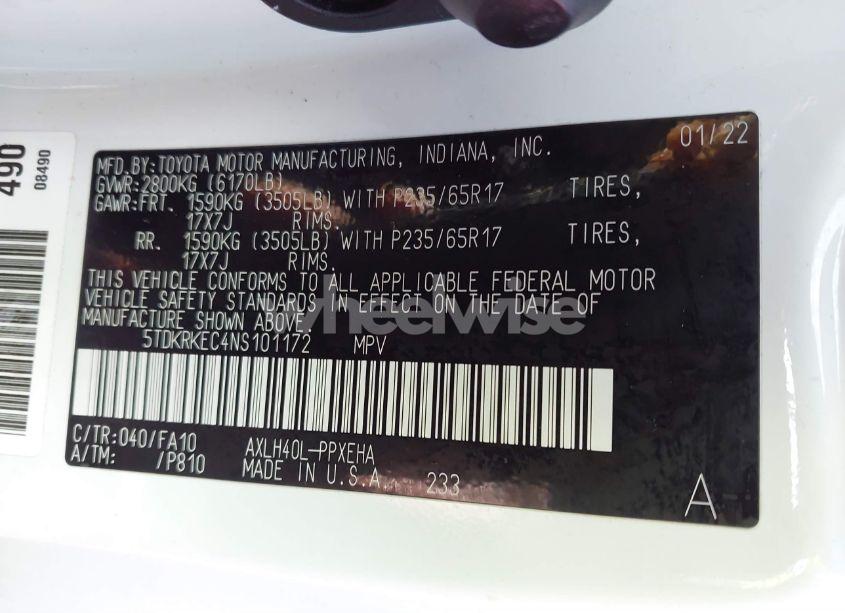 490
08490
01/22
MFD.BY:TOYOTA MOTOR MANUFACTURING, INDIANA, INC.
GVWR:2800KG (6170LB)
GAWR:FRT. 1590KG (3505LB) WITH P235/65R17 TIRES,
17X7J RIMS.
RR. 1590KG (3505LB) WITH P235/65R17 TIRES,
17X7J RIMS.
THIS VEHICLE CONFORMS TO ALL APPLICABLE FEDERAL MOTOR
VEHICLE SAFETY STANDARDS IN EFFECT ON THE DATE OF
MANUFACTURE SHOWN ABOVE.
wheelwise
5TDKRKEC4NS101172 MPV
C/TR:040/FA10 AXLH40L-PPXEHA
A/TM: /P810 MADE IN U.S.A. 233
A